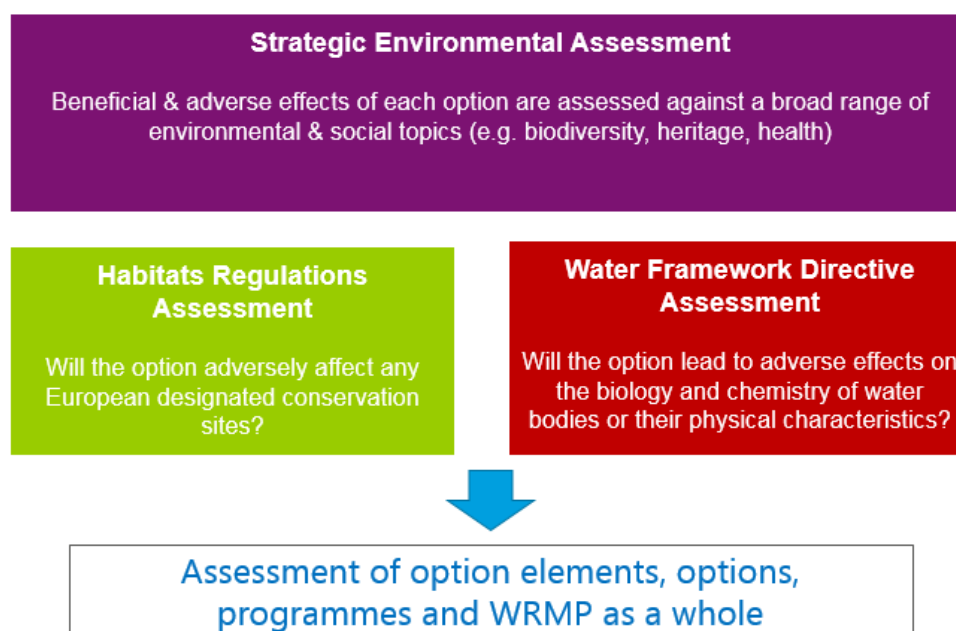 Strategic Environmental Assessment
Beneficial & adverse effects of each option are assessed against a broad range of
environmental & social topics (e.g. biodiversity, heritage, health)
Habitats Regulations
Assessment
Will the option adversely affect any
European designated conservation
sites?
Water Framework Directive
Assessment
Will the option lead to adverse effects on
the biology and chemistry of water
bodies or their physical characteristics?
Assessment of option elements, options,
programmes and WRMP as a whole